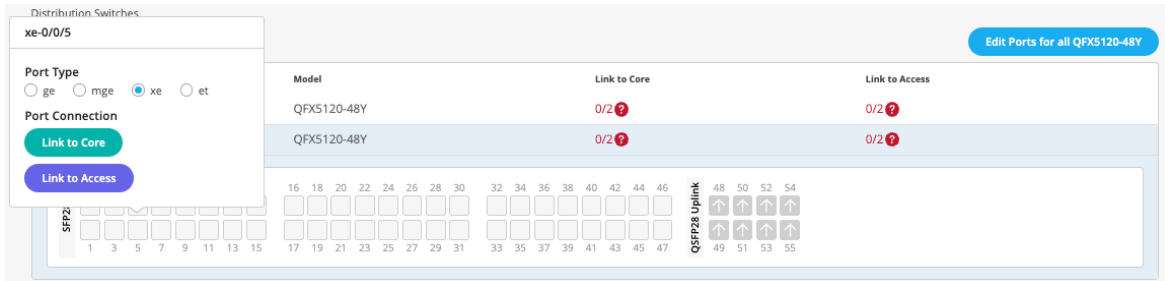 Distribution Switches
xe-0/0/5
Edit Ports for all QFX5120-48Y
Port Type
ge mge xe et
Port Connection
Link to Core
Link to Access
Model Link to Core Link to Access
QFX5120-48Y 0/2 ? 0/2 ?
QFX5120-48Y 0/2 ? 0/2 ?
SFP28
16 18 20 22 24 26 28 30 32 34 36 38 40 42 44 46
1 3 5 7 9 11 13 15 17 19 21 23 25 27 29 31 33 35 37 39 41 43 45 47
QSFP28 Uplink
48 50 52 54
49 51 53 55